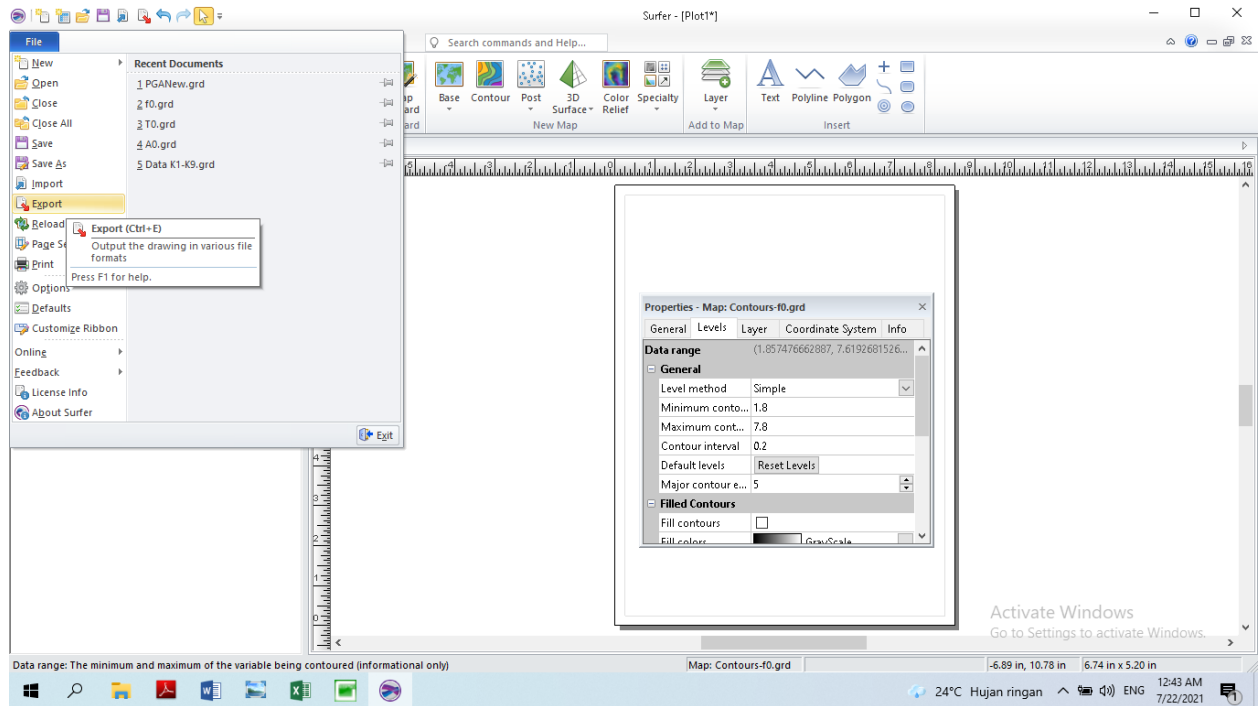 Surfer - [Plot1*]
File
Search commands and Help...
New
Open
Close
Close All
Save
Save As
Import
Export
Reload
Page Se
Print
Options
Defaults
Customize Ribbon
Online
Feedback
License Info
About Surfer
Recent Documents
1 PGANew.grd
2 f0.grd
3 T0.grd
4 A0.grd
5 Data K1-K9.grd
Exit
Export (Ctrl+E)
Output the drawing in various file
formats
Press F1 for help.
Base Contour Post 3D Surface Color Relief Specialty
New Map
Layer
Add to Map
Text Polyline Polygon
Insert
Properties - Map: Contours-f0.grd
General Levels Layer Coordinate System Info
Data range (1.857476662887, 7.6192681526...
General
Level method Simple
Minimum conto... 1.8
Maximum cont... 7.8
Contour interval 0.2
Default levels Reset Levels
Major contour e... 5
Filled Contours
Fill contours
Fill colors GrayScale
Activate Windows
Go to Settings to activate Windows.
Data range: The minimum and maximum of the variable being contoured (informational only)
Map: Contours-f0.grd
-6.89 in, 10.78 in
6.74 in x 5.20 in
24°C Hujan ringan
ENG
12:43 AM
7/22/2021